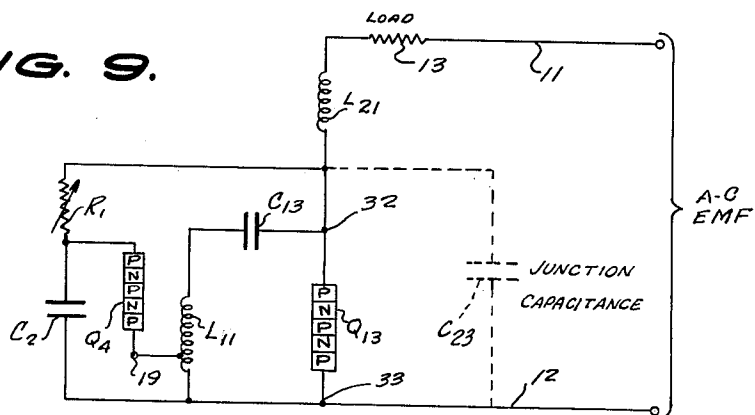 FIG. 9.
LOAD
13
11
L21
A-C
EMF
R1
C13
32
JUNCTION
CAPACITANCE
C23
P
N
P
N
P
Q4
C2
19
L11
P
N
P
N
P
Q13
33
12